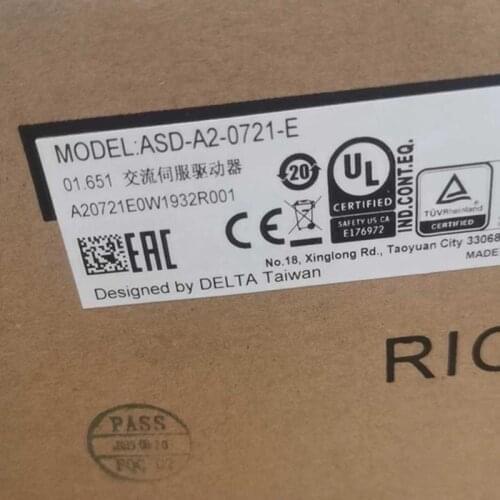 MODEL:ASD-A2-0721-E
01.651 交流伺服驱动器
A20721E0W1932R001
20
UL
CERTIFIED
SAFETY US CA
E176972
IND.CONT.EQ.
TÜVRheinland
CERTIFIED
EAC
CE
No.18, Xinglong Rd., Taoyuan City 33068
MADE
Designed by DELTA Taiwan
RIC
PASS